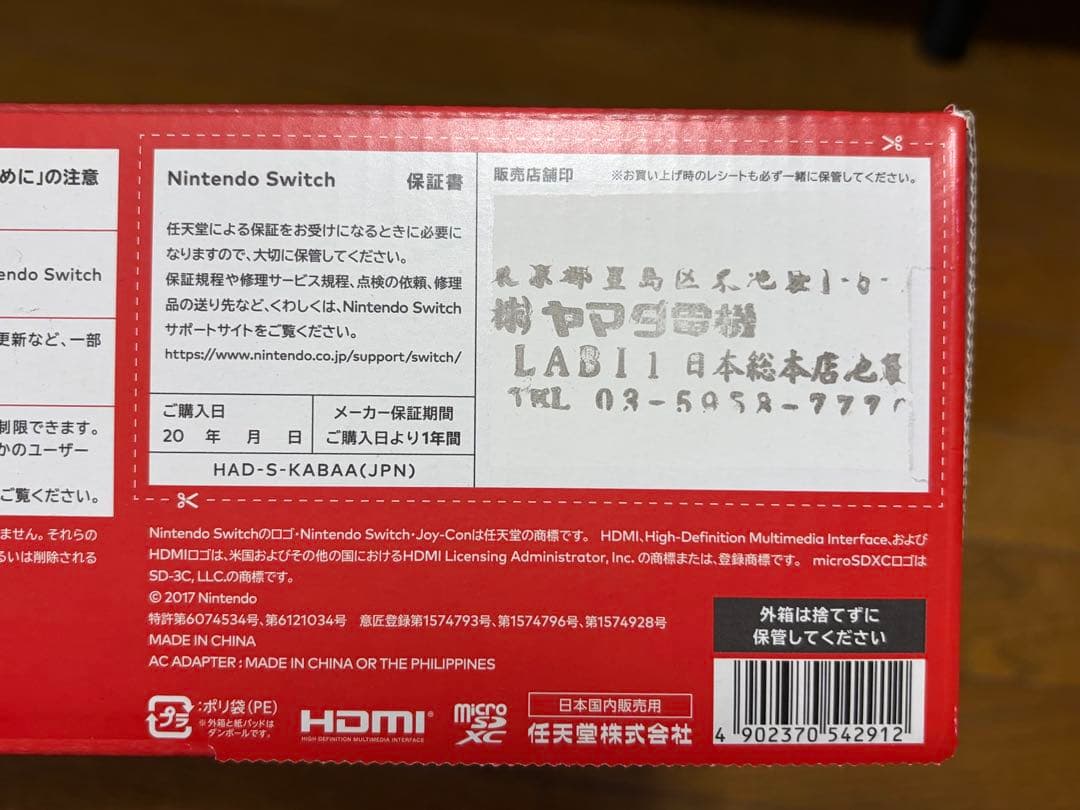 めに」の注意
endo Switch
更新など、一部
制限できます。
かのユーザー
ご覧ください。
ません。それらの
るいは削除される
Nintendo Switch 保証書
任天堂による保証をお受けになるときに必要に
なりますので、大切に保管してください。
保証規程や修理サービス規程、点検の依頼、修理
品の送り先など、くわしくは、Nintendo Switch
サポートサイトをご覧ください。
https://www.nintendo.co.jp/support/switch/
ご購入日
20 年 月 日
メーカー保証期間
ご購入日より1年間
HAD-S-KABAA(JPN)
販売店舗印 ※お買い上げ時のレシートも必ず一緒に保管してください。
東京都豊島区東池袋1-
㈱ヤマダ電機
LABI1 日本総本店池袋
TEL 03-5958-777
Nintendo Switchのロゴ・Nintendo Switch・Joy-Conは任天堂の商標です。 HDMI、High-Definition Multimedia Interface、および
HDMIロゴは、米国およびその他の国におけるHDMI Licensing Administrator, Inc. の商標または、登録商標です。 microSDXCロゴは
SD-3C, LLC.の商標です。
© 2017 Nintendo
特許第6074534号、第6121034号 意匠登録第1574793号、第1574796号、第1574928号
MADE IN CHINA
AC ADAPTER : MADE IN CHINA OR THE PHILIPPINES
プラ
:ポリ袋(PE)
※外箱と紙パッドは
ダンボールです。
HDMI®
HIGH-DEFINITION MULTIMEDIA INTERFACE
micro
SD
XC
日本国内販売用
任天堂株式会社
外箱は捨てずに
保管してください
4 902370 542912